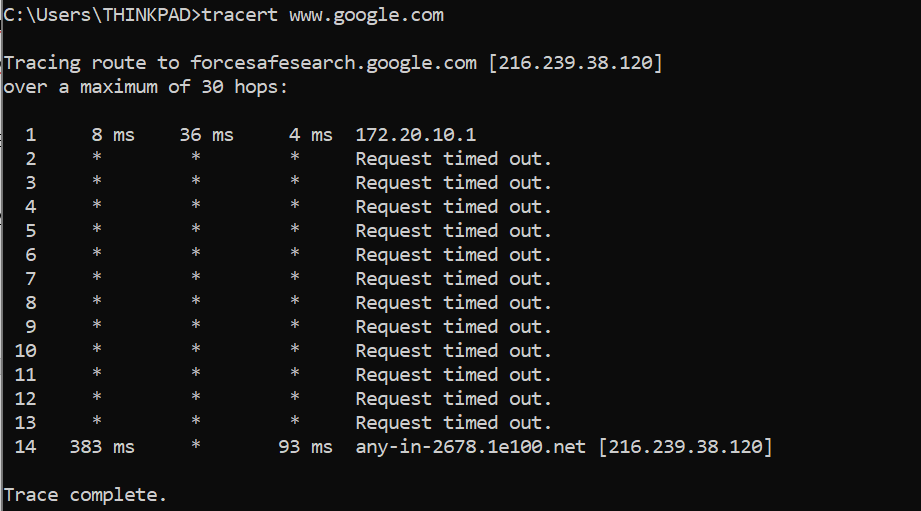 C:\Users\THINKPAD>tracert www.google.com
Tracing route to forcesafesearch.google.com [216.239.38.120]
over a maximum of 30 hops:
1 8 ms 36 ms 4 ms 172.20.10.1
2 * * * Request timed out.
3 * * * Request timed out.
4 * * * Request timed out.
5 * * * Request timed out.
6 * * * Request timed out.
7 * * * Request timed out.
8 * * * Request timed out.
9 * * * Request timed out.
10 * * * Request timed out.
11 * * * Request timed out.
12 * * * Request timed out.
13 * * * Request timed out.
14 383 ms * 93 ms any-in-2678.1e100.net [216.239.38.120]
Trace complete.